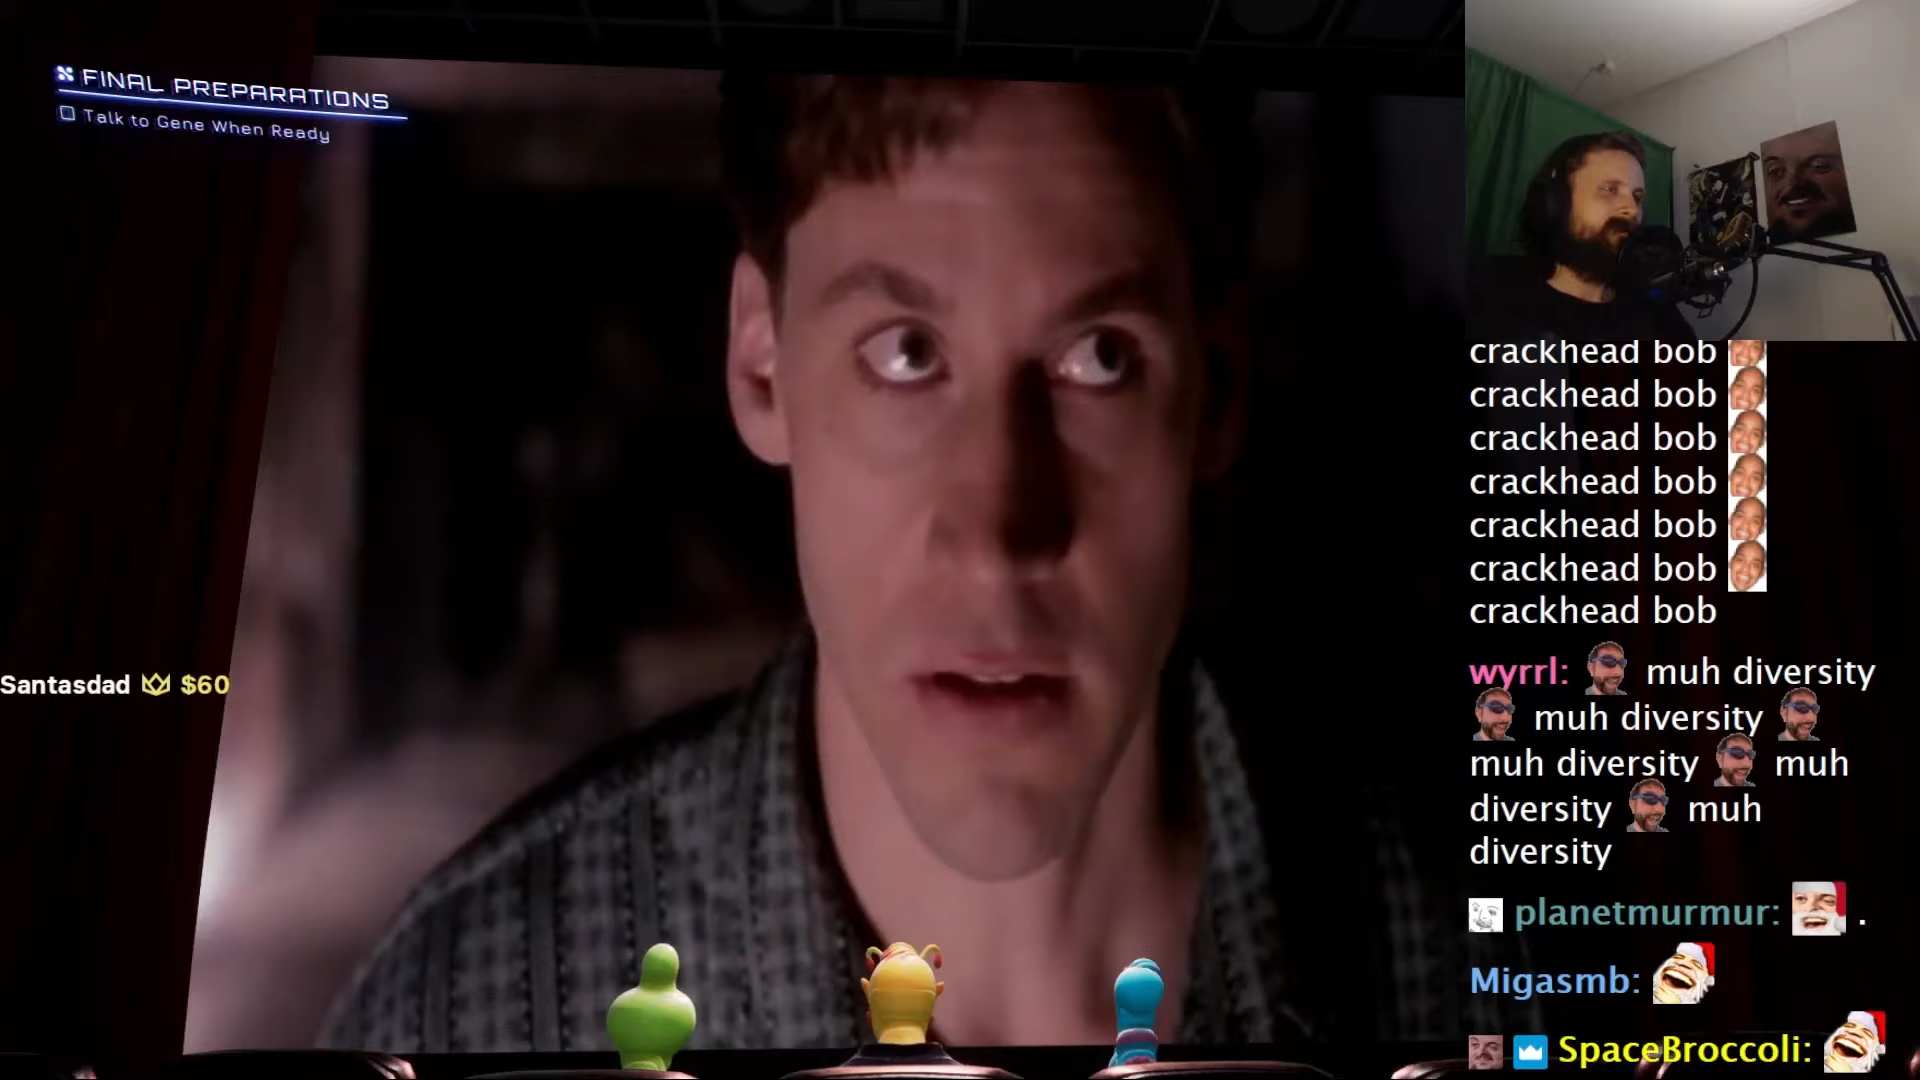 FINAL PREPARATIONS
Talk to Gene When Ready
Santasdad $60
crackhead bob
crackhead bob
crackhead bob
crackhead bob
crackhead bob
crackhead bob
crackhead bob
wyrrl: muh diversity
muh diversity
muh diversity muh
diversity muh
diversity
planetmurmur: .
Migasmb:
SpaceBroccoli: